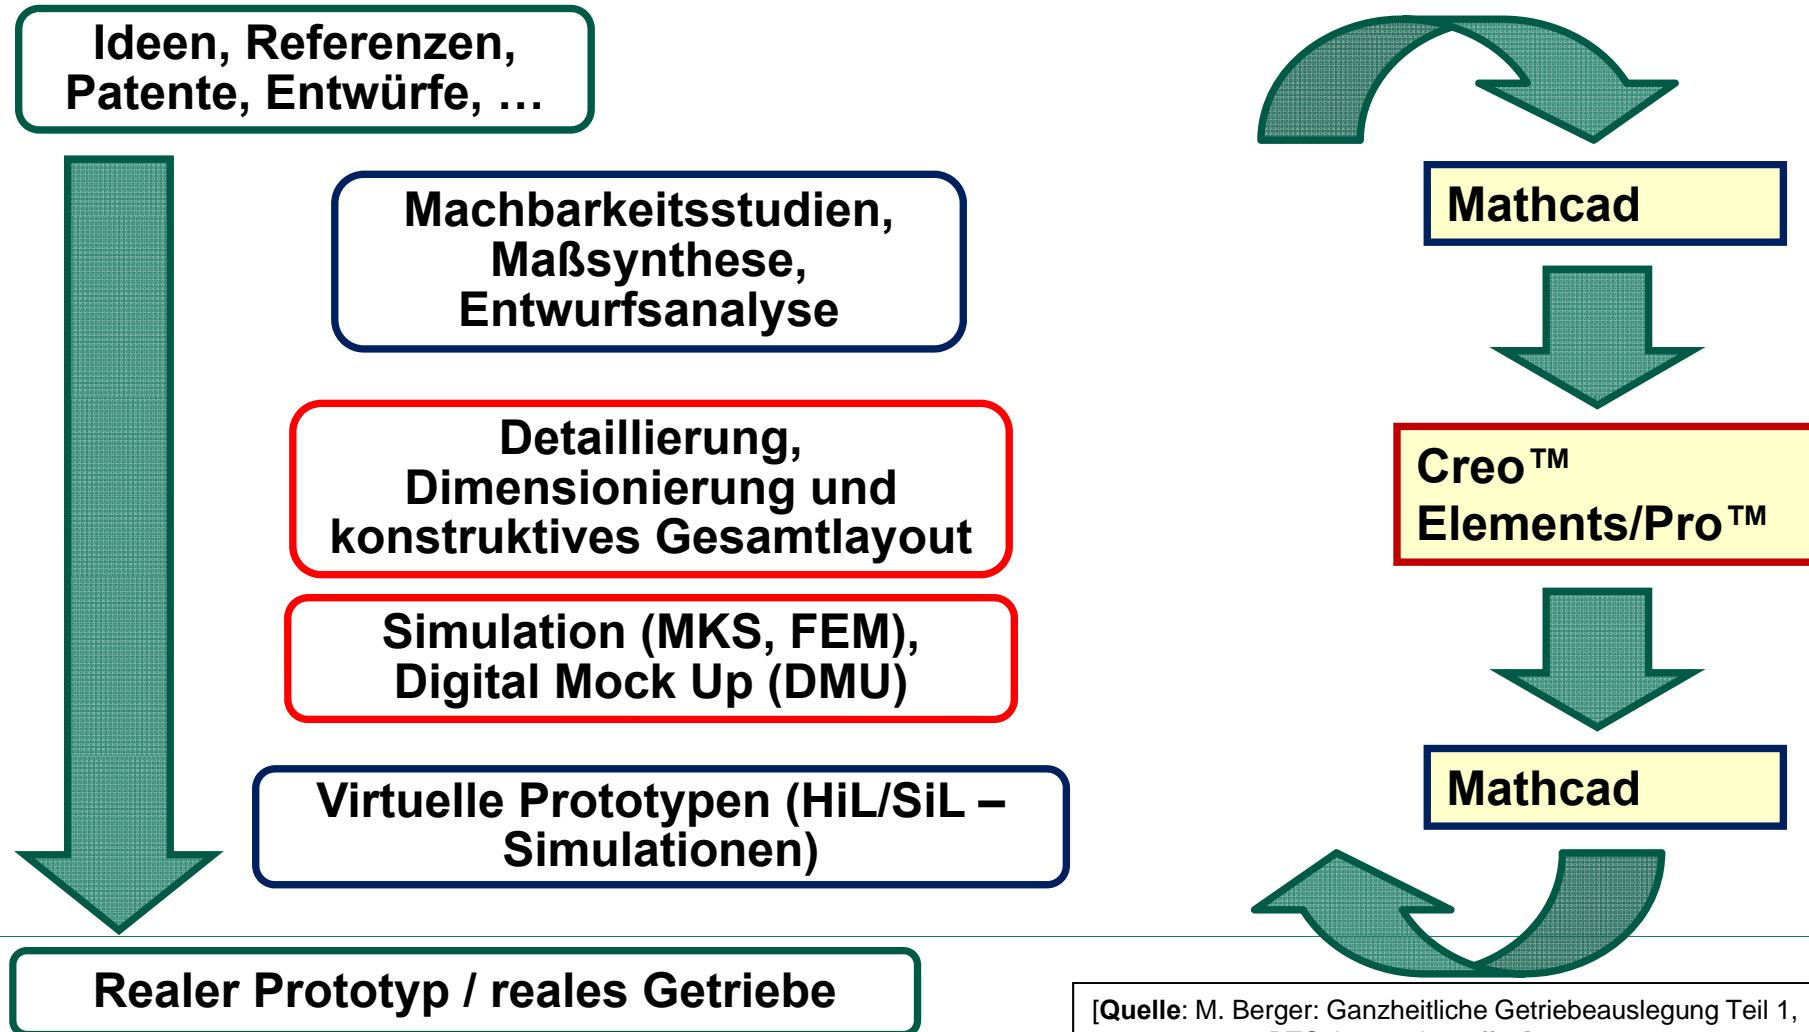 Ideen, Referenzen,
Patente, Entwürfe, …
Machbarkeitsstudien,
Maßsynthese,
Entwurfsanalyse
Detaillierung,
Dimensionierung und
konstruktives Gesamtlayout
Simulation (MKS, FEM),
Digital Mock Up (DMU)
Virtuelle Prototypen (HiL/SiL –
Simulationen)
Realer Prototyp / reales Getriebe
Mathcad
Creo™
Elements/Pro™
Mathcad
[Quelle: M. Berger: Ganzheitliche Getriebeauslegung Teil 1,